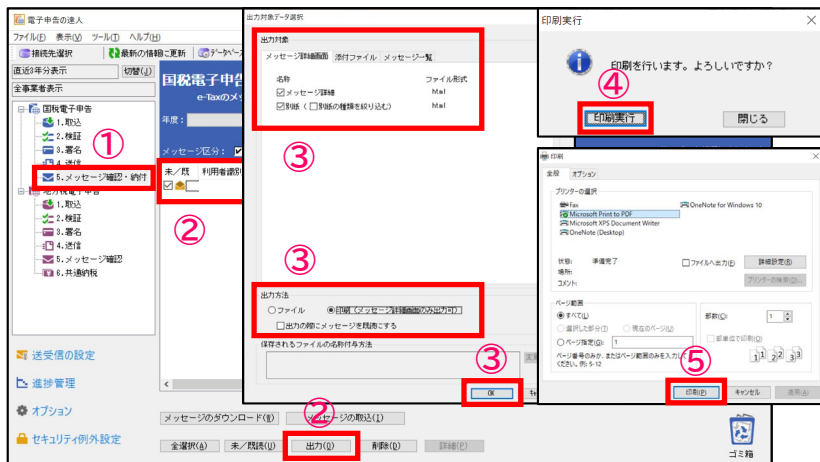 電子申告の達人
ファイル(F) 表示(V) ツール(T) ヘルプ(H)
接続先選択 最新の情報に更新 データベース
直近3年分表示 切替(J)
全事業者表示
国税電子申告
1.取込
2.検証
3.署名
4.送信
5.メッセージ確認・納付
地方税電子申告
1.取込
2.検証
3.署名
4.送信
5.メッセージ確認
6.共通納税
①
送受信の設定
進捗管理
オプション
セキュリティ例外設定
国税電子申告
e-Taxのメッ
年度:
メッセージ区分:
未/既 利用者識別
②
メッセージのダウンロード(W) メッセージの取込(I)
②
全選択(A) 未/既読(U) 出力(O) 削除(D) 詳細(P)
ゴミ箱
出力対象データ選択
出力対象
メッセージ詳細画面 添付ファイル メッセージ一覧
名称 ファイル形式
メッセージ詳細 html
別紙 (別紙の種類を絞り込む) html
③
③
出力方法
ファイル 印刷(メッセージ詳細画面のみ出力可)
出力の際にメッセージを既読にする
保存されるファイルの名称付与方法
③
OK
印刷実行
印刷を行います。よろしいですか?
④
印刷実行 閉じる
印刷
全般 オプション
プリンターの選択
Fax OneNote for Windows 10
Microsoft Print to PDF
Microsoft XPS Document Writer
OneNote (Desktop)
状態: 準備完了 ファイルへ出力(F) 詳細設定(R)
場所:
コメント: プリンターの検索(D)...
ページ範囲
すべて(L) 部数(C): 1
選択した部分(T) 現在のページ(U)
ページ指定(G): 1 部単位で印刷(O)
ページ番号のみか、またはページ範囲のみを入力して
ください。例: 5-12
11 22 33
⑤
印刷(P) キャンセル 適用(A)